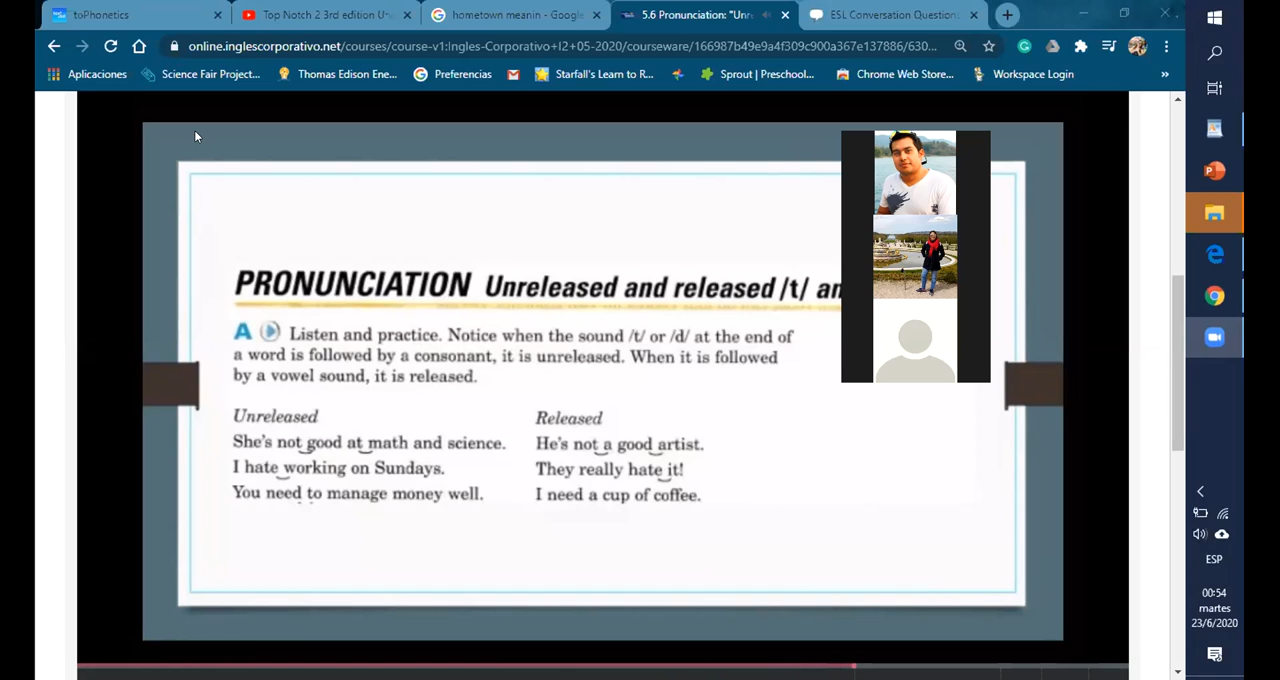 toPhonetics
Top Notch 2 3rd edition U
hometown meanin - Google
5.6 Pronunciation: "Unr
ESL Conversation Question
online.inglescorporativo.net/courses/course-v1:Ingles-Corporativo+I2+05-2020/courseware/166987b49e9a4f309c900a367e137886/630...
Aplicaciones
Science Fair Project...
Thomas Edison Ene...
Preferencias
Starfall's Learn to R...
Sprout | Preschool...
Chrome Web Store...
Workspace Login
»
PRONUNCIATION Unreleased and released /t/ an
A Listen and practice. Notice when the sound /t/ or /d/ at the end of
a word is followed by a consonant, it is unreleased. When it is followed
by a vowel sound, it is released.
Unreleased
She's not good at math and science.
I hate working on Sundays.
You need to manage money well.
Released
He's not a good artist.
They really hate it!
I need a cup of coffee.
ESP
00:54
martes
23/6/2020